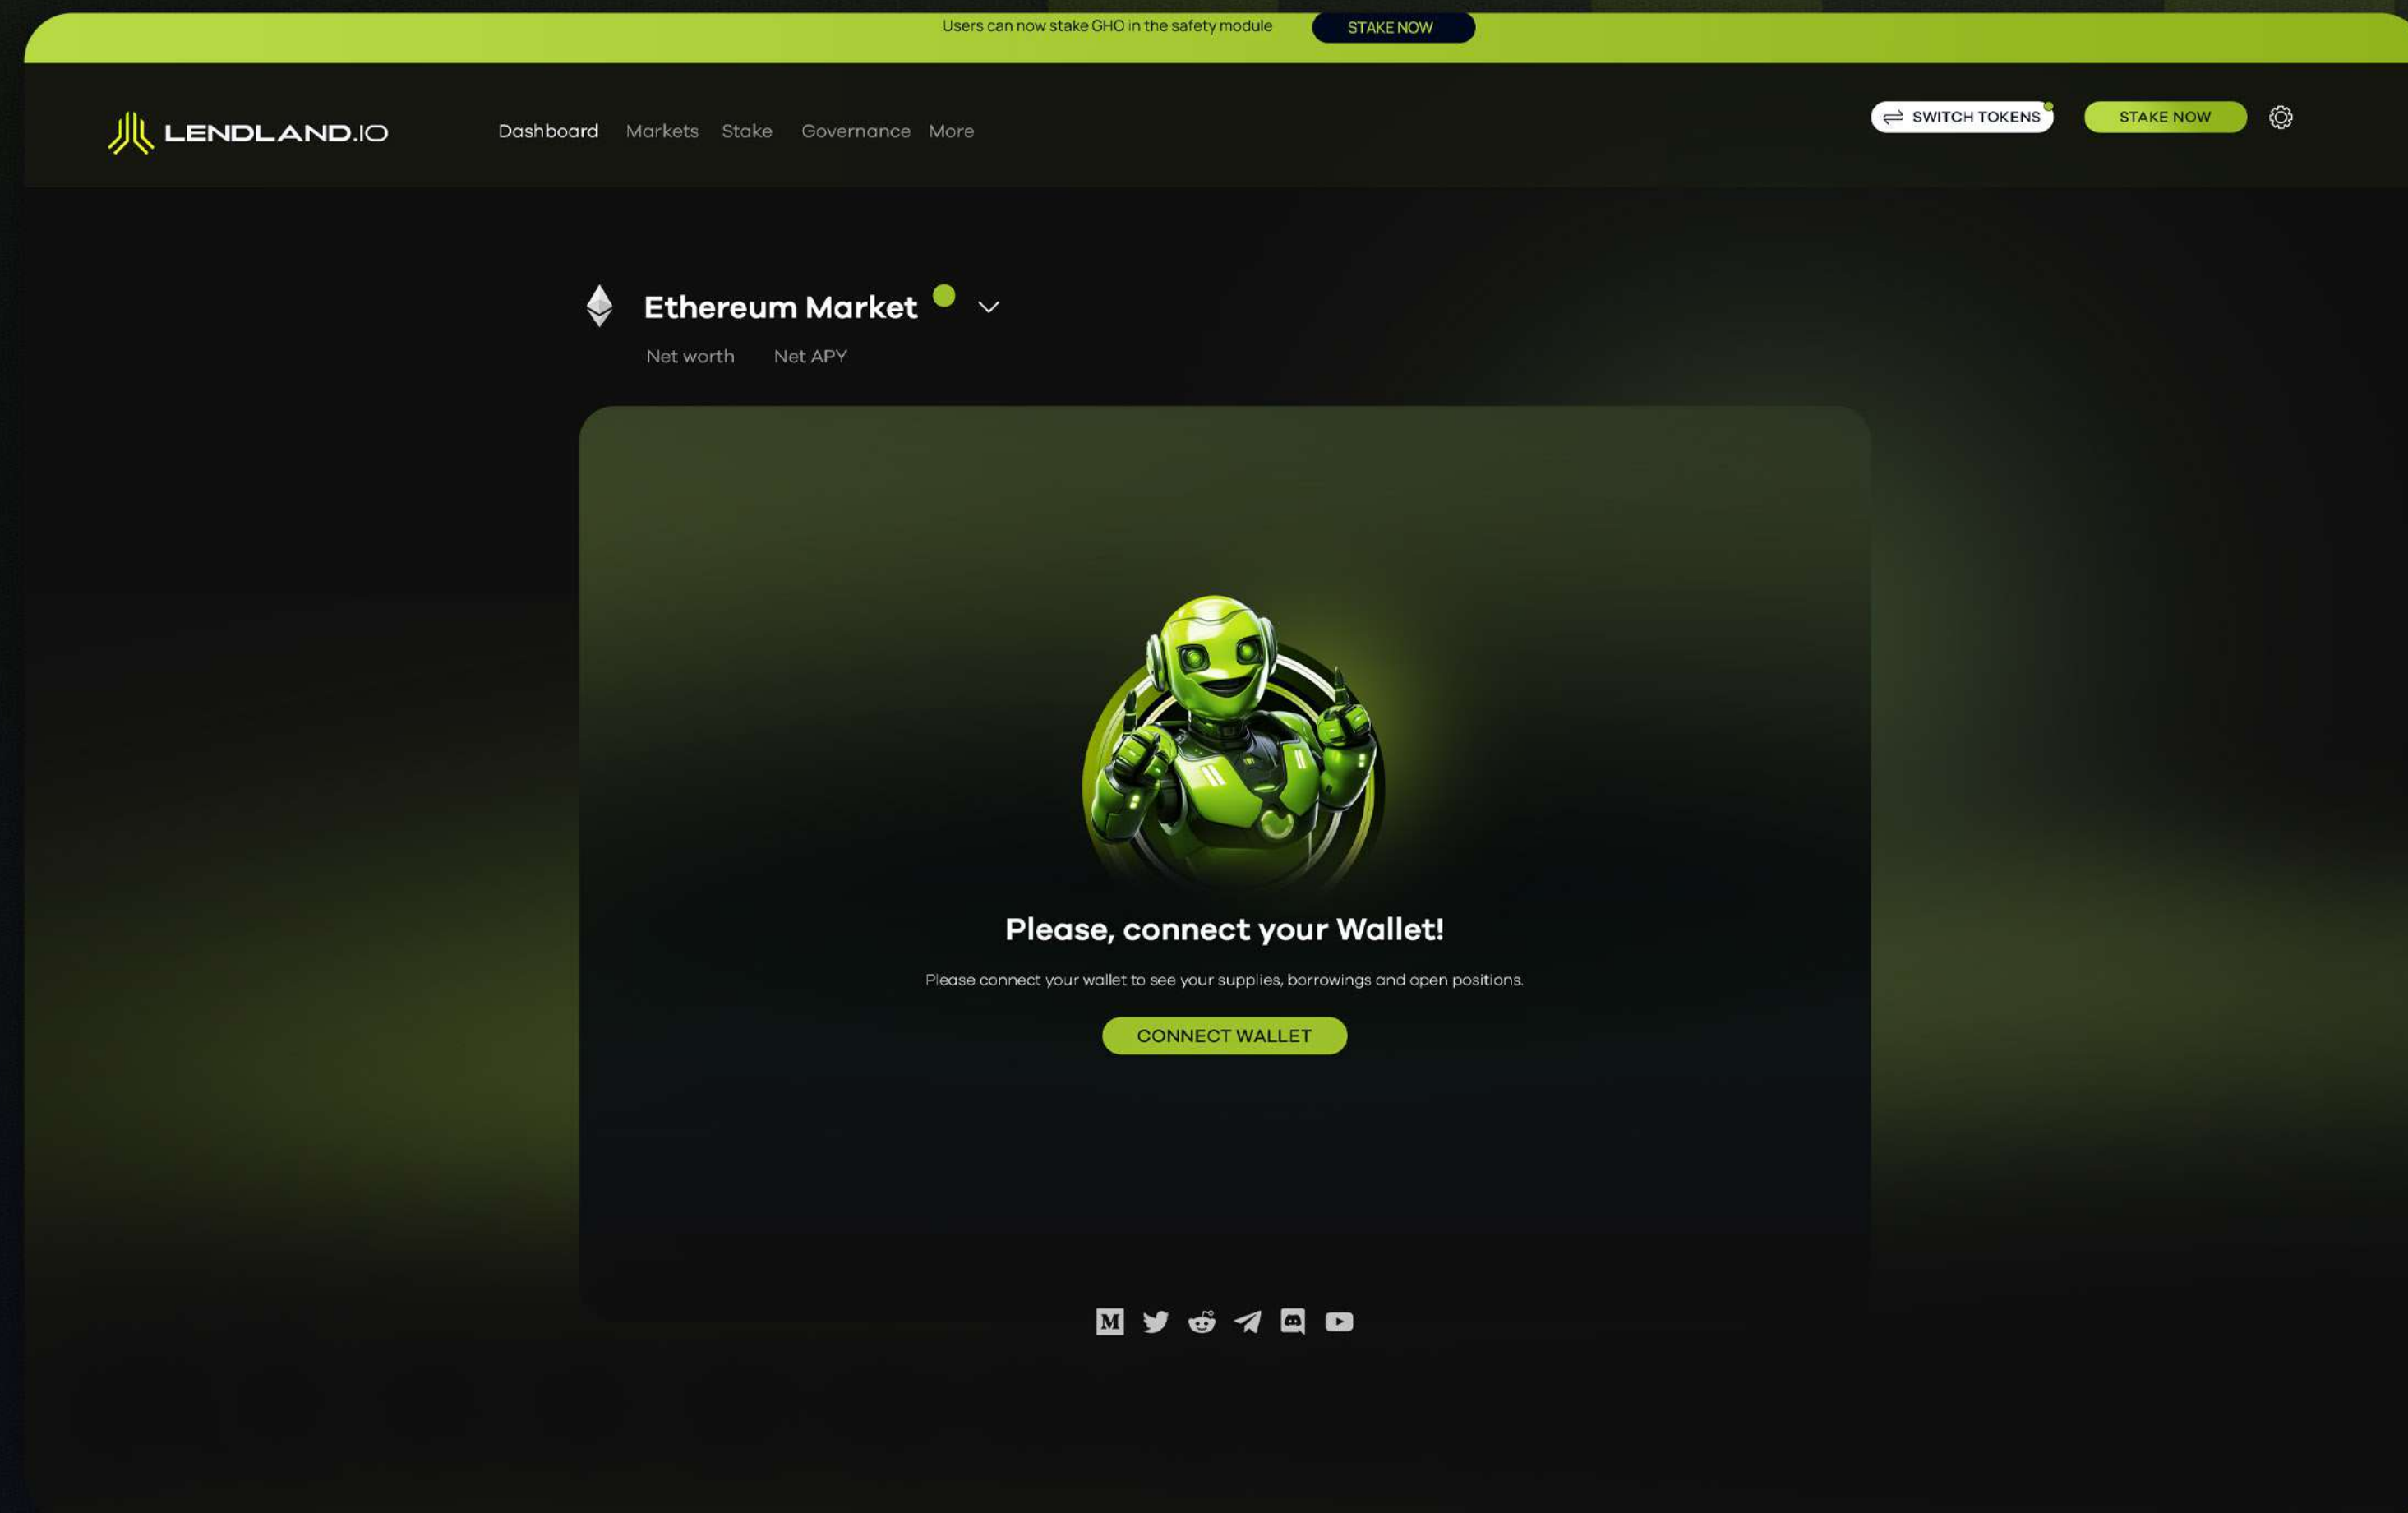 Users can now stake GHO in the safety module STAKE NOW
LENDLAND.IO Dashboard Markets Stake Governance More SWITCH TOKENS STAKE NOW
Ethereum Market
Net worth Net APY
Please, connect your Wallet!
Please connect your wallet to see your supplies, borrowings and open positions.
CONNECT WALLET
M